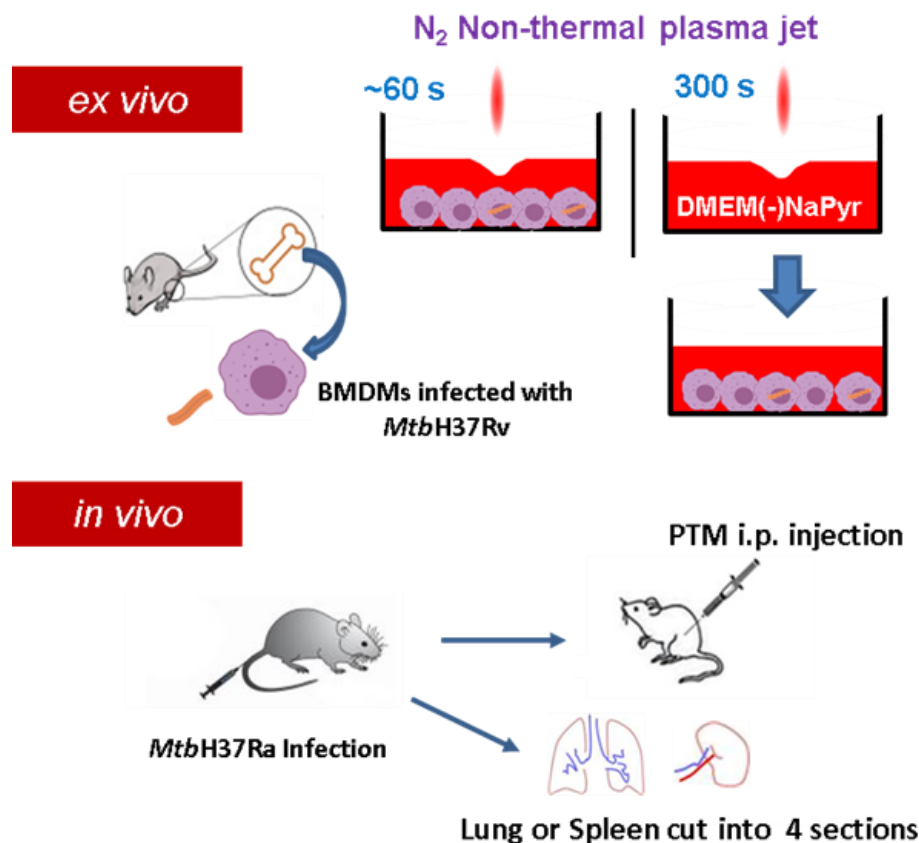 N₂ Non-thermal plasma jet
ex vivo
~60 s
300 s
DMEM(-)NaPyr
BMDMs infected with
MtbH37Rv
in vivo
PTM i.p. injection
MtbH37Ra Infection
Lung or Spleen cut into 4 sections